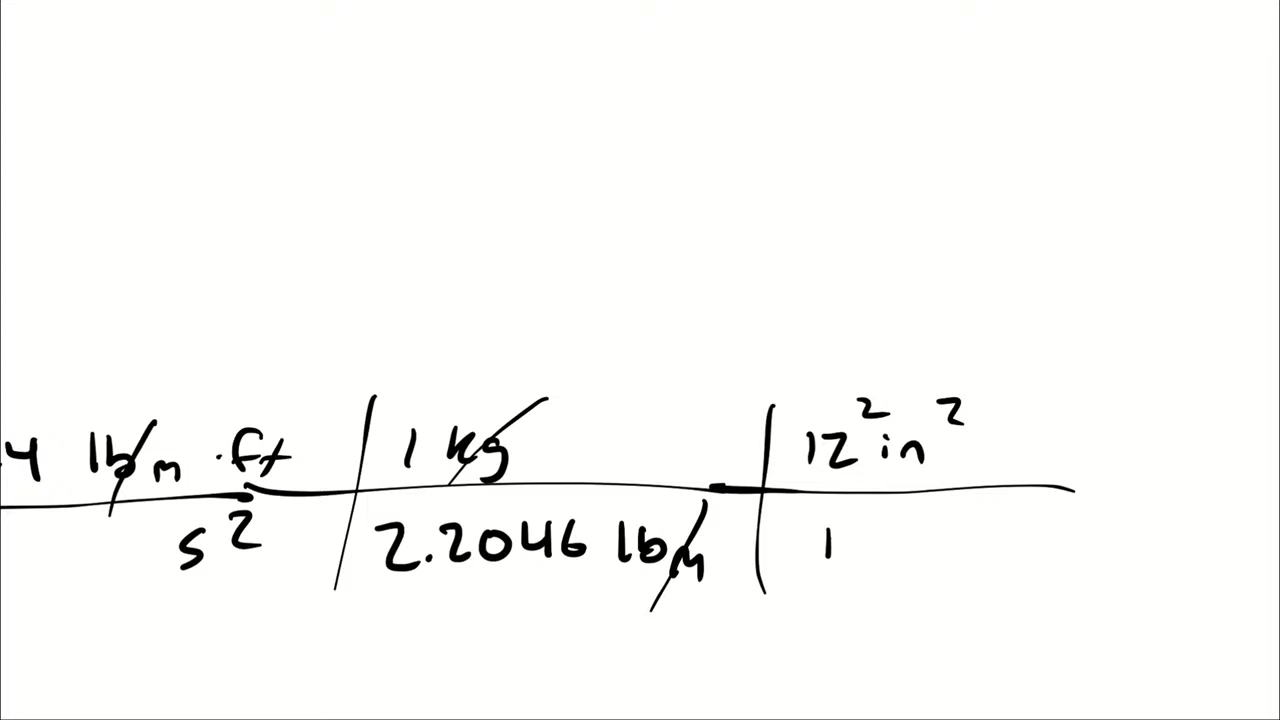 .4 lbm · ft | 1 kg | 12² in²
s² | 2.2046 lbm | 1